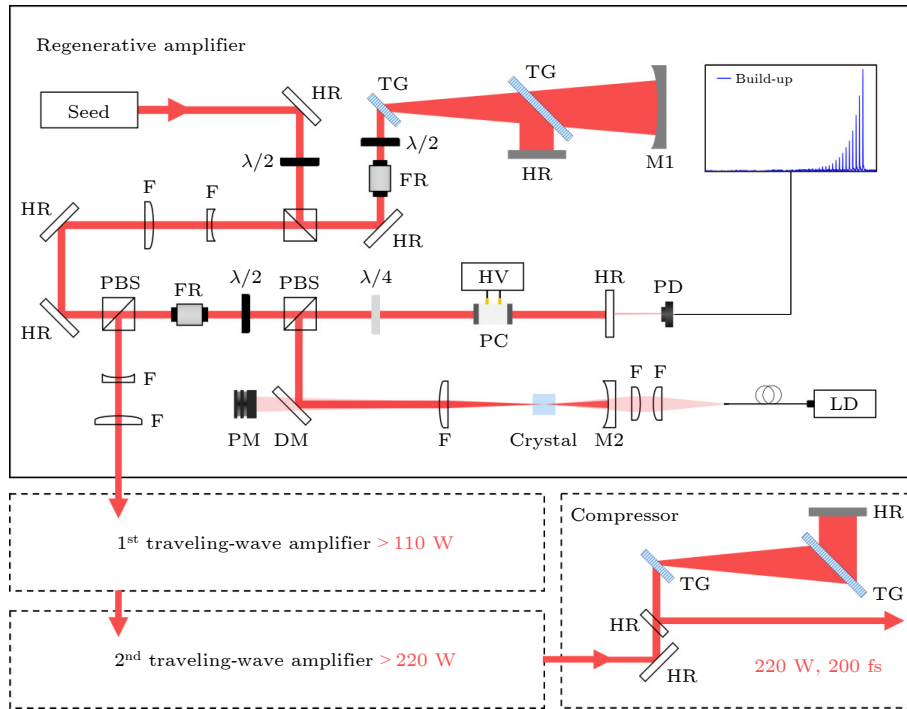 Regenerative amplifier
Seed
HR
TG
TG
Build-up
λ/2
λ/2
FR
HR
M1
HR
F
F
HR
PBS
FR
λ/2
PBS
λ/4
HV
HR
PD
HR
PC
F
F
F
F
PM
DM
F
Crystal
M2
LD
1st traveling-wave amplifier >110 W
2nd traveling-wave amplifier >220 W
Compressor
HR
TG
TG
HR
HR
220 W, 200 fs